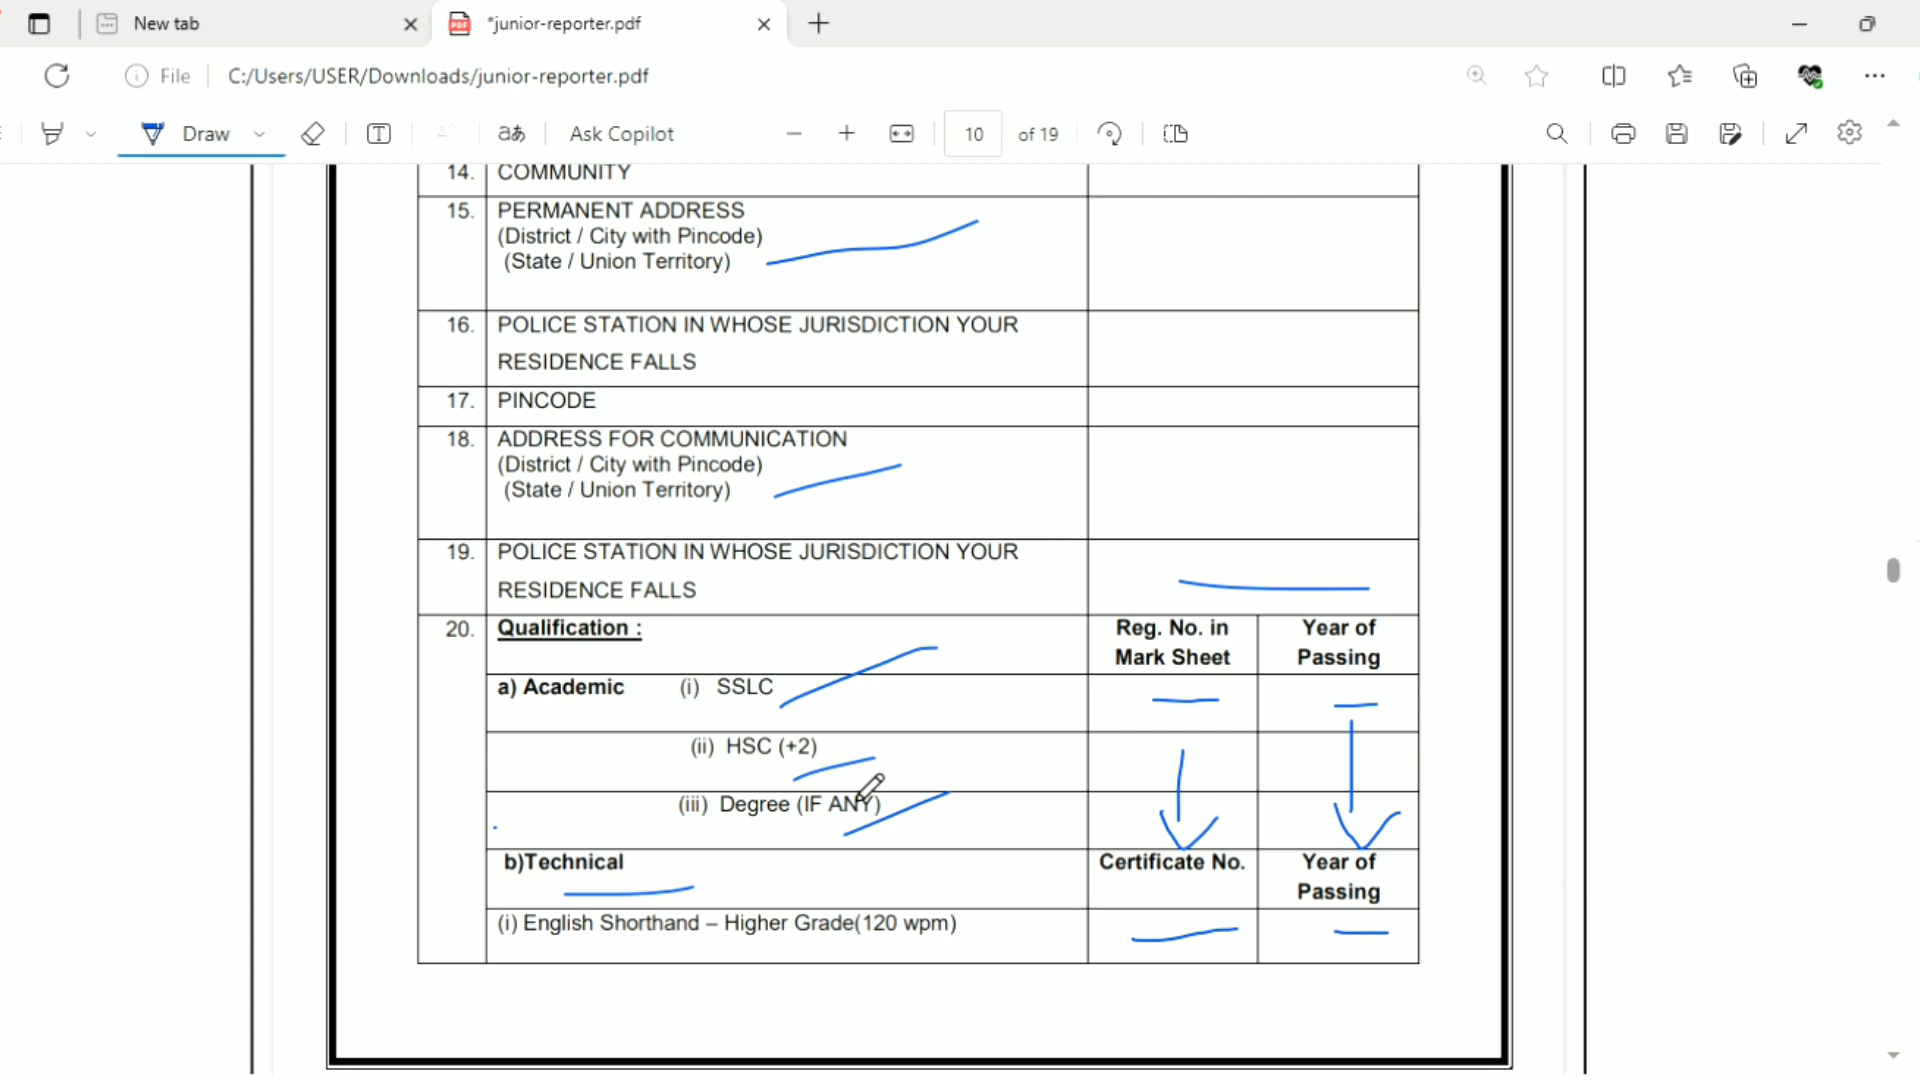 New tab
*junior-reporter.pdf
File
C:/Users/USER/Downloads/junior-reporter.pdf
Draw
aあ
Ask Copilot
10 of 19
14. COMMUNITY
15. PERMANENT ADDRESS
(District / City with Pincode)
(State / Union Territory)
16. POLICE STATION IN WHOSE JURISDICTION YOUR
RESIDENCE FALLS
17. PINCODE
18. ADDRESS FOR COMMUNICATION
(District / City with Pincode)
(State / Union Territory)
19. POLICE STATION IN WHOSE JURISDICTION YOUR
RESIDENCE FALLS
20. Qualification :
Reg. No. in
Mark Sheet
Year of
Passing
a) Academic (i) SSLC
(ii) HSC (+2)
(iii) Degree (IF ANY)
b)Technical
Certificate No.
Year of
Passing
(i) English Shorthand – Higher Grade(120 wpm)